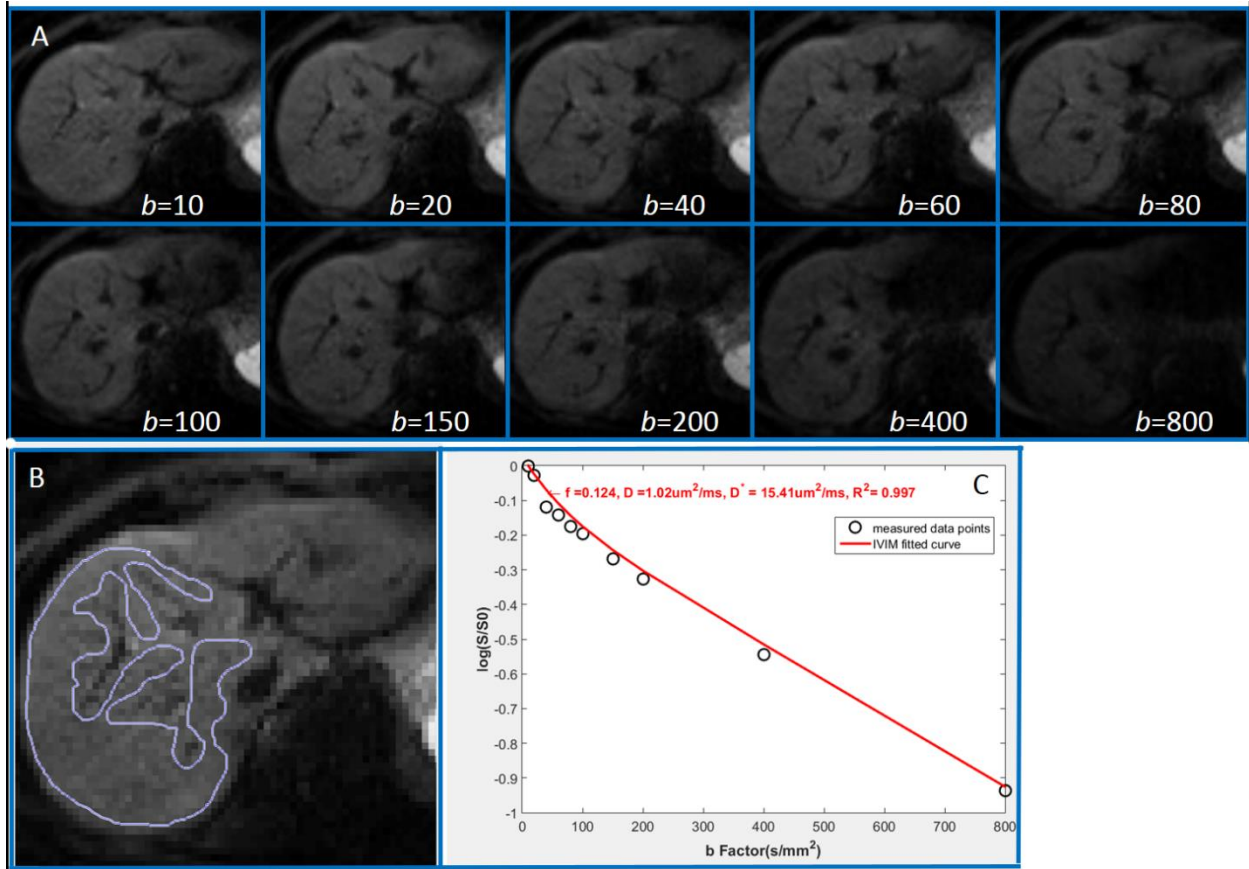 A
b=10
b=20
b=40
b=60
b=80
b=100
b=150
b=200
b=400
b=800
B
C
← f =0.124, D =1.02um²/ms, D* = 15.41um²/ms, R²= 0.997
measured data points
IVIM fitted curve
log(S/S0)
0
-0.1
-0.2
-0.3
-0.4
-0.5
-0.6
-0.7
-0.8
-0.9
-1
0 100 200 300 400 500 600 700 800
b Factor(s/mm²)